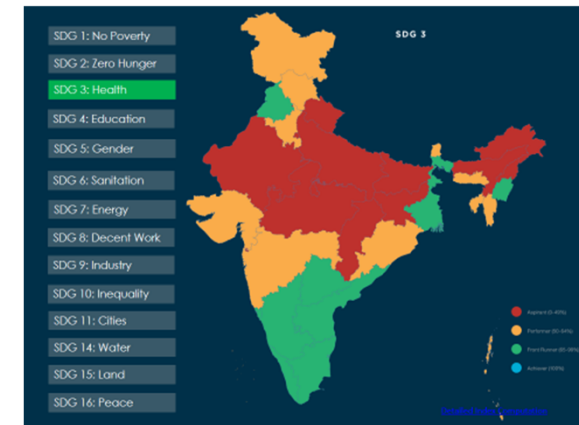 SDG 1: No Poverty
SDG 2: Zero Hunger
SDG 3: Health
SDG 4: Education
SDG 5: Gender
SDG 6: Sanitation
SDG 7: Energy
SDG 8: Decent Work
SDG 9: Industry
SDG 10: Inequality
SDG 11: Cities
SDG 14: Water
SDG 15: Land
SDG 16: Peace
SDG 3